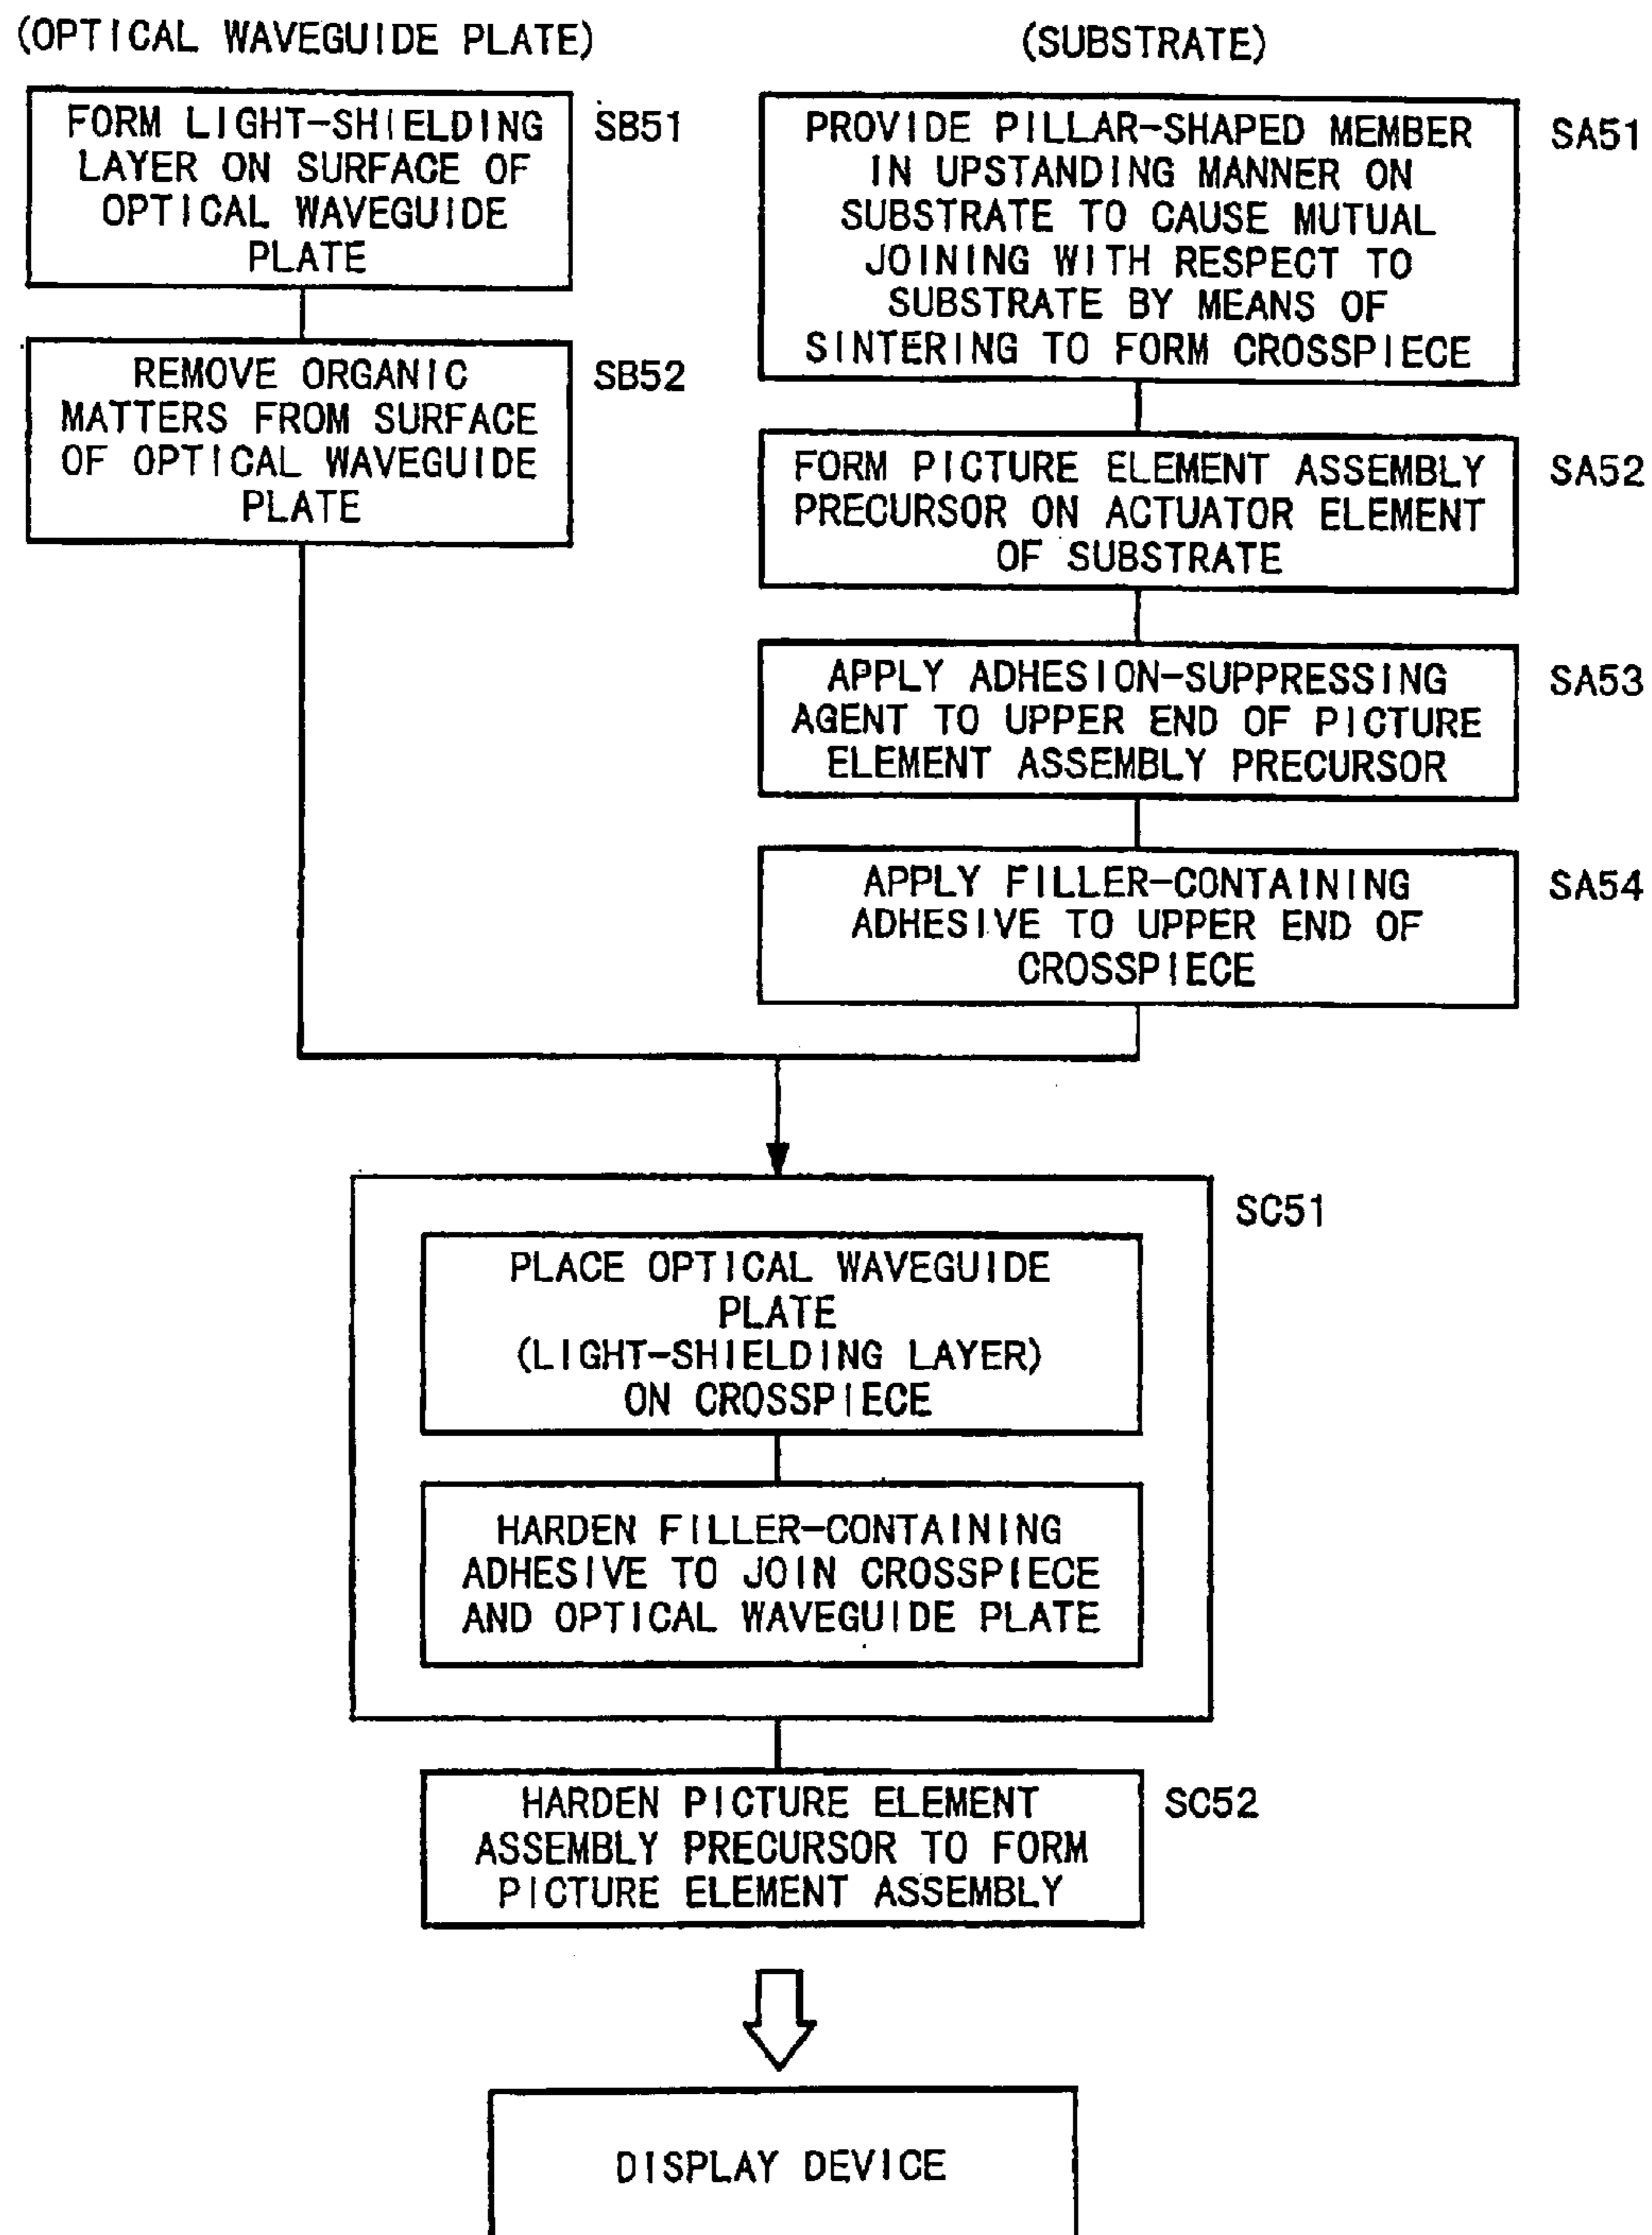 (OPTICAL WAVEGUIDE PLATE)
FORM LIGHT-SHIELDING
LAYER ON SURFACE OF
OPTICAL WAVEGUIDE
PLATE
SB51
REMOVE ORGANIC
MATTERS FROM SURFACE
OF OPTICAL WAVEGUIDE
PLATE
SB52
(SUBSTRATE)
PROVIDE PILLAR-SHAPED MEMBER
IN UPSTANDING MANNER ON
SUBSTRATE TO CAUSE MUTUAL
JOINING WITH RESPECT TO
SUBSTRATE BY MEANS OF
SINTERING TO FORM CROSSPIECE
SA51
FORM PICTURE ELEMENT ASSEMBLY
PRECURSOR ON ACTUATOR ELEMENT
OF SUBSTRATE
SA52
APPLY ADHESION-SUPPRESSING
AGENT TO UPPER END OF PICTURE
ELEMENT ASSEMBLY PRECURSOR
SA53
APPLY FILLER-CONTAINING
ADHESIVE TO UPPER END OF
CROSSPIECE
SA54
SC51
PLACE OPTICAL WAVEGUIDE
PLATE
(LIGHT-SHIELDING LAYER)
ON CROSSPIECE
HARDEN FILLER-CONTAINING
ADHESIVE TO JOIN CROSSPIECE
AND OPTICAL WAVEGUIDE PLATE
HARDEN PICTURE ELEMENT
ASSEMBLY PRECURSOR TO FORM
PICTURE ELEMENT ASSEMBLY
SC52
DISPLAY DEVICE